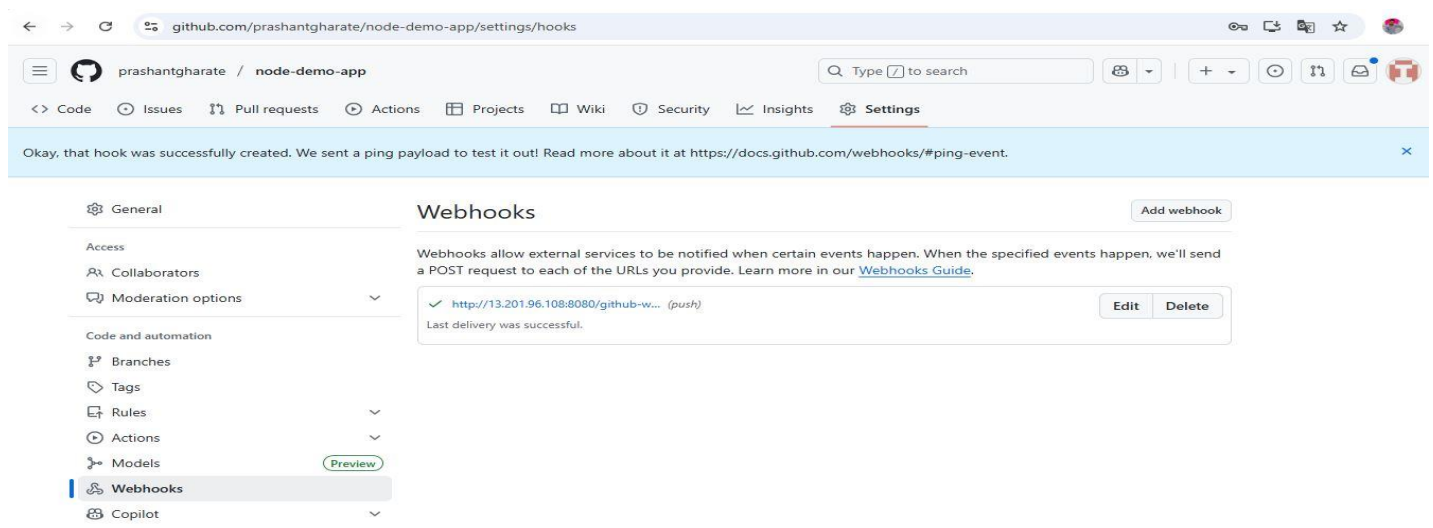 github.com/prashantgharate/node-demo-app/settings/hooks
prashantgharate / node-demo-app
Type / to search
<> Code Issues Pull requests Actions Projects Wiki Security Insights Settings
Okay, that hook was successfully created. We sent a ping payload to test it out! Read more about it at https://docs.github.com/webhooks/#ping-event.
General
Webhooks
Add webhook
Access
Webhooks allow external services to be notified when certain events happen. When the specified events happen, we'll send
a POST request to each of the URLs you provide. Learn more in our Webhooks Guide.
Collaborators
Moderation options
http://13.201.96.108:8080/github-w... (push)
Edit Delete
Last delivery was successful.
Code and automation
Branches
Tags
Rules
Actions
Models Preview
Webhooks
Copilot